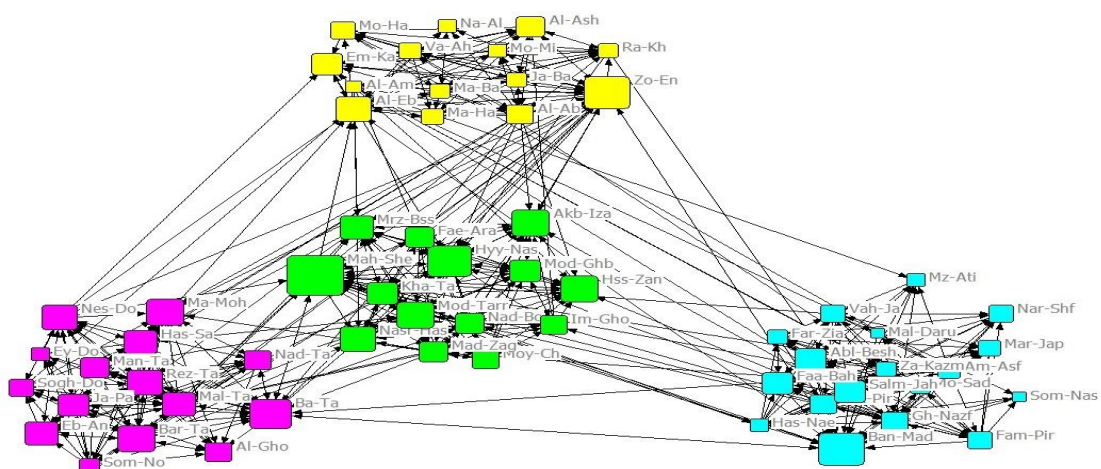 Mo-Ha
Na-Al
Al-Ash
Va-Ah
Mo-Mi
Ra-Kh
Em-Ka
Al-Am
Ma-Ba
Ja-Ba
Zo-En
Al-Eb
Ma-Ha
Al-Ab
Mrz-Bss
Akb-Iza
Fae-Ara
Hyy-Nas
Mah-She
Mod-Ghb
Hss-Zan
Kha-Ta
Mod-Tarr
Im-Gho
Nasr-Has
Mad-Zag
Moy-Ch
Nes-Do
Ma-Moh
Has-Sa
Ey-Do
Man-Ta
Nad-Ta
Rez-Ta
Sogh-Do
Ja-Pa
Mal-Ta
Ba-Ta
Eb-An
Bar-Ta
Al-Gho
Som-No
Mz-Ati
Vah-Ja
Nar-Shf
Far-Zia
Mal-Daru
Mar-Jap
Abl-Besh
Za-Kazm
Am-Asf
Faa-Bah
Salm-Jah
Mo-Sad
Som-Nas
-Pir
Has-Nae
Gh-Nazf
Ban-Mad
Fam-Pir